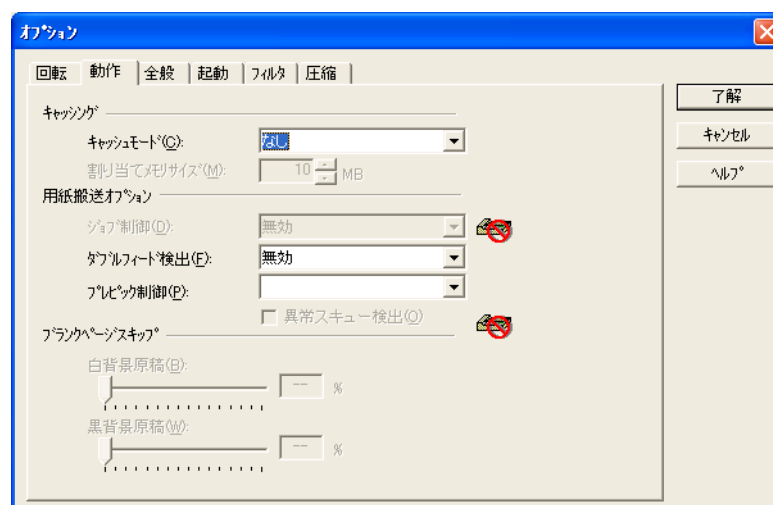 オプション
回転 動作 全般 起動 フィルタ 圧縮
了解
キャンセル
ヘルプ
キャッシング
キャッシュモード(C): なし
割り当てメモリサイズ(M): 10 MB
用紙搬送オプション
ジョブ制御(D): 無効
ダブルフィード検出(F): 無効
プレピック制御(P):
異常スキュー検出(O)
ブランクページスキップ
白背景原稿(B):
-- %
黒背景原稿(W):
-- %